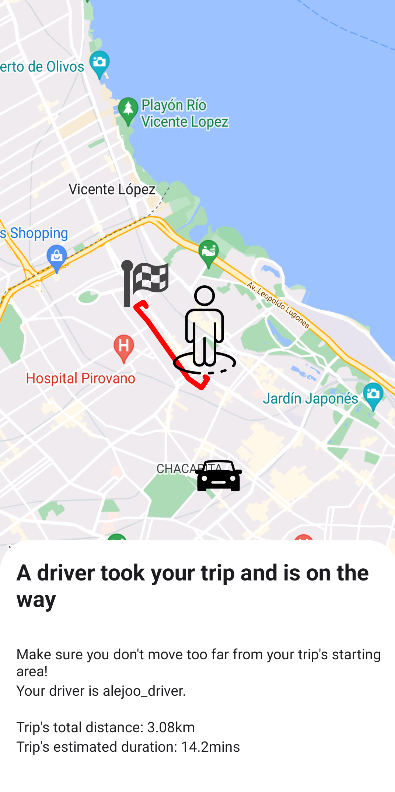 erto de Olivos
Playón Río
Vicente Lopez
Vicente López
s Shopping
Av. Leopoldo Lugones
H
Hospital Pirovano
Jardín Japonés
CHACARITA
A driver took your trip and is on the
way
Make sure you don't move too far from your trip's starting
area!
Your driver is alejoo_driver.
Trip's total distance: 3.08km
Trip's estimated duration: 14.2mins